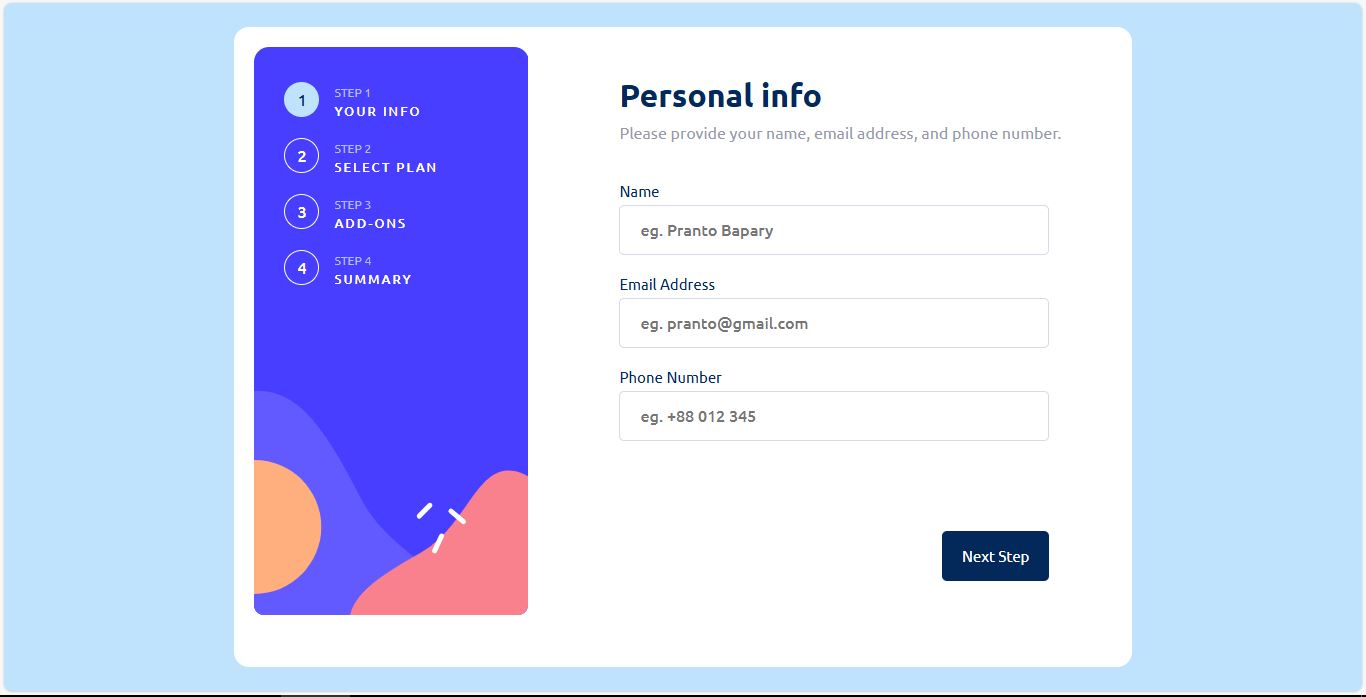 1
STEP 1
YOUR INFO
2
STEP 2
SELECT PLAN
3
STEP 3
ADD-ONS
4
STEP 4
SUMMARY
Personal info
Please provide your name, email address, and phone number.
Name
eg. Pranto Bapary
Email Address
eg. pranto@gmail.com
Phone Number
eg. +88 012 345
Next Step